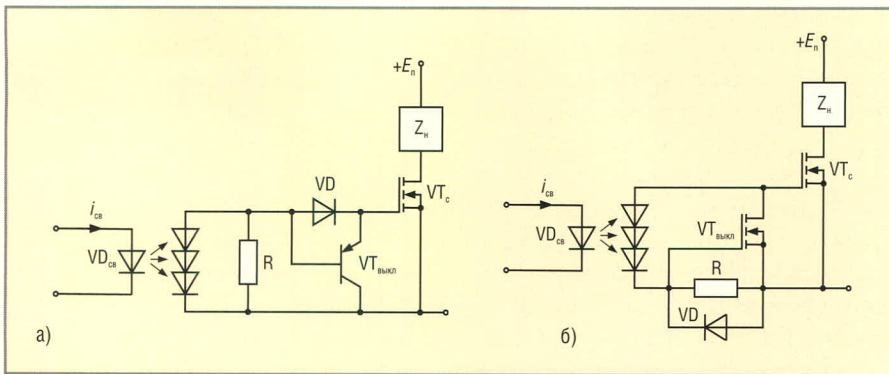 +Eп
Zн
VD
VTс
iсв
VDсв
R
VTвыкл
а)
+Eп
Zн
VTс
iсв
VDсв
VTвыкл
R
VD
б)